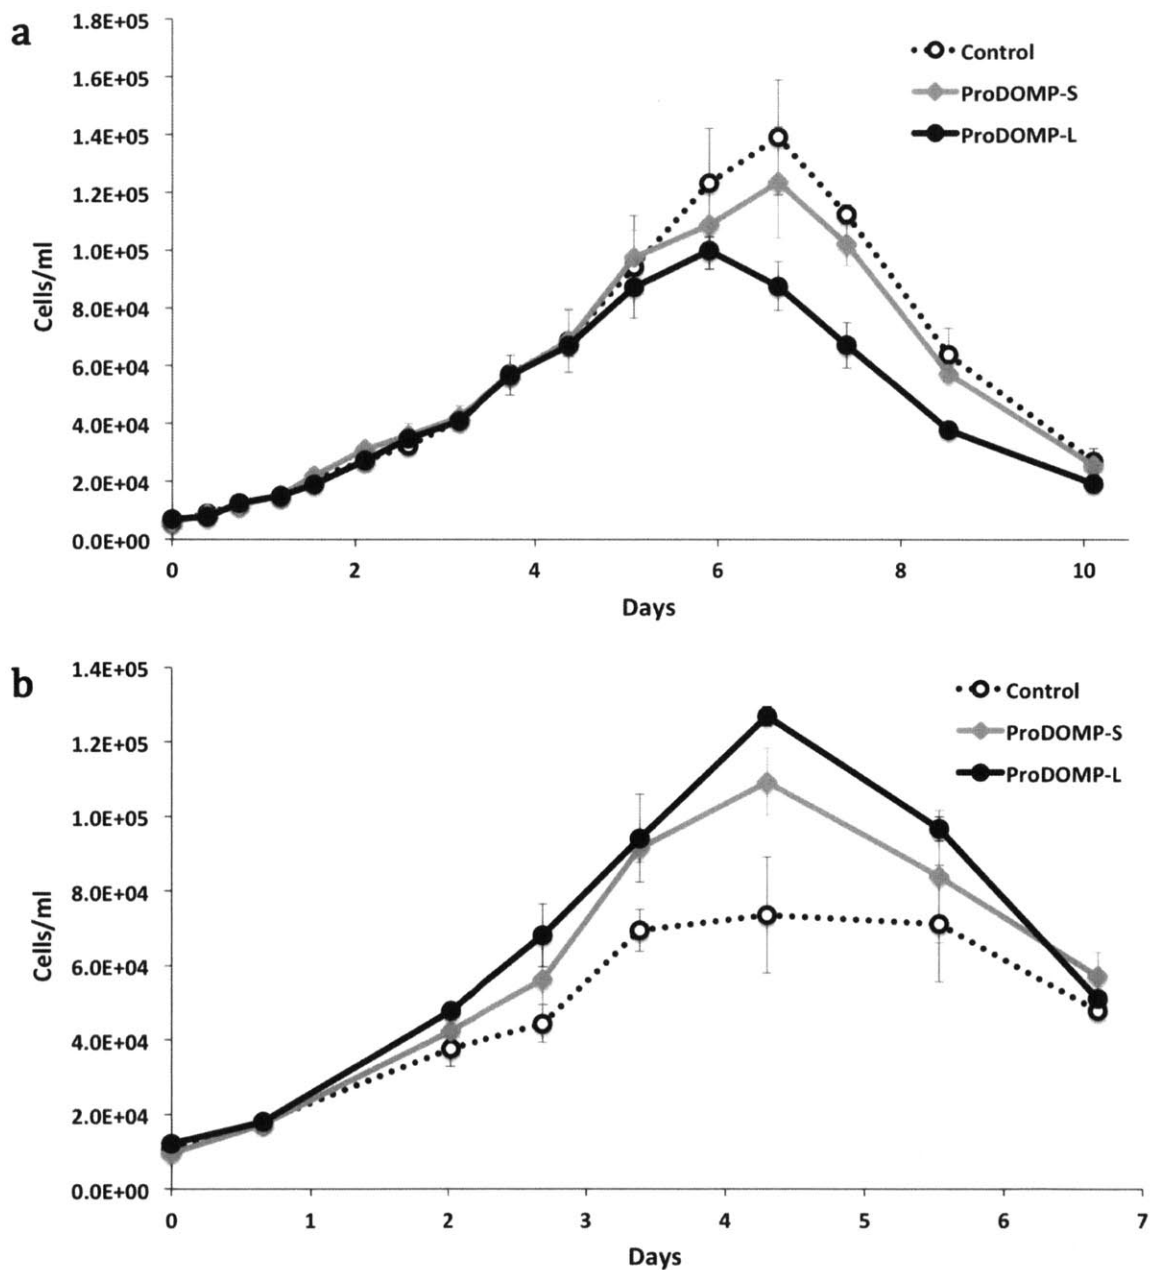 a
1.8E+05
1.6E+05
1.4E+05
1.2E+05
1.0E+05
8.0E+04
6.0E+04
4.0E+04
2.0E+04
0.0E+00
Cells/ml
0 2 4 6 8 10
Days
Control
ProDOMP-S
ProDOMP-L
b
1.4E+05
1.2E+05
1.0E+05
8.0E+04
6.0E+04
4.0E+04
2.0E+04
0.0E+00
Cells/ml
0 1 2 3 4 5 6 7
Days
Control
ProDOMP-S
ProDOMP-L